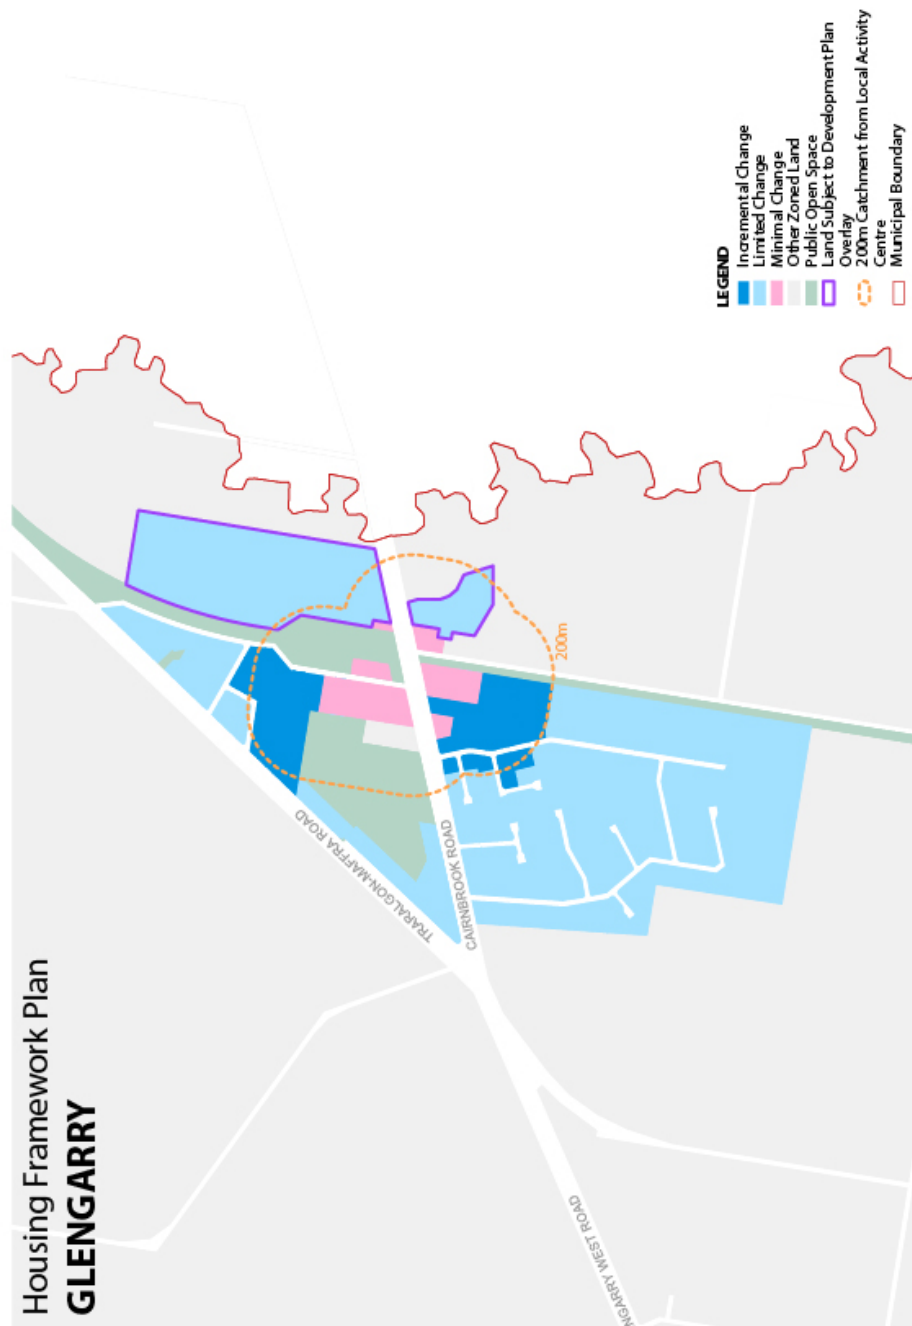 Housing Framework Plan
GLENGARRY
TRARALGON-MAFFRA ROAD
CAIRNBROOK ROAD
NGARRY WEST ROAD
200m
LEGEND
Incremental Change
Limited Change
Minimal Change
Other Zoned Land
Public Open Space
Land Subject to Development Plan
Overlay
200m Catchment from Local Activity
Centre
Municipal Boundary